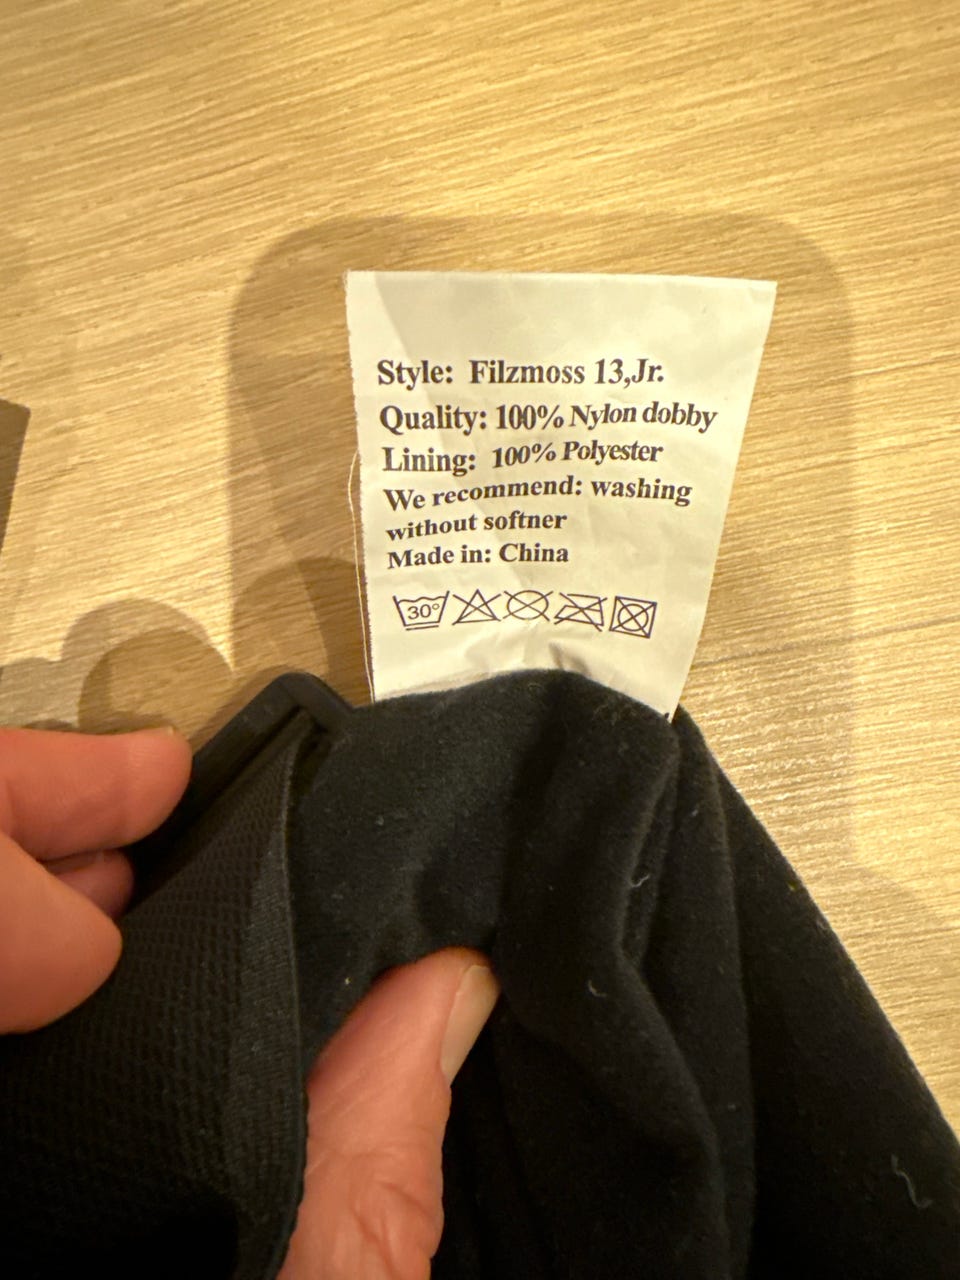 Style: Filzmoss 13,Jr.
Quality: 100% Nylon dobby
Lining: 100% Polyester
We recommend: washing
without softner
Made in: China
30°